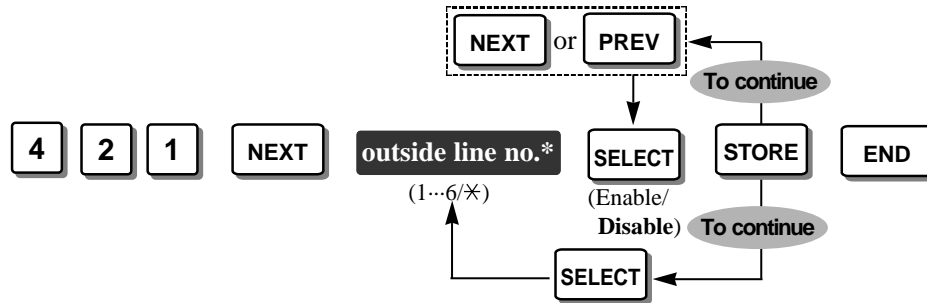 NEXT or PREV
To continue
4 2 1 NEXT outside line no.* SELECT STORE END
(1···6/✳)
(Enable/
Disable)
To continue
SELECT